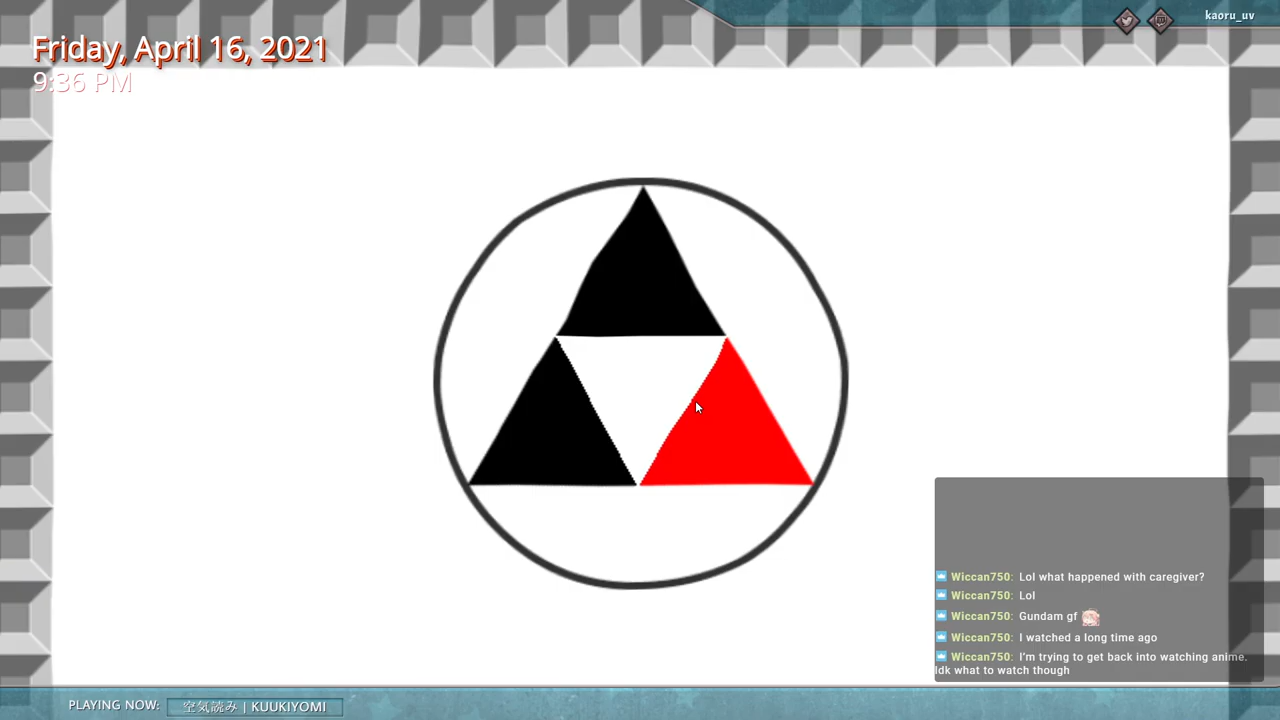 kaoru_uv
Friday, April 16, 2021
9:36 PM
Wiccan750: Lol what happened with caregiver?
Wiccan750: Lol
Wiccan750: Gundam gf
Wiccan750: I watched a long time ago
Wiccan750: I'm trying to get back into watching anime.
Idk what to watch though
PLAYING NOW: 空気読み | KUUKIYOMI